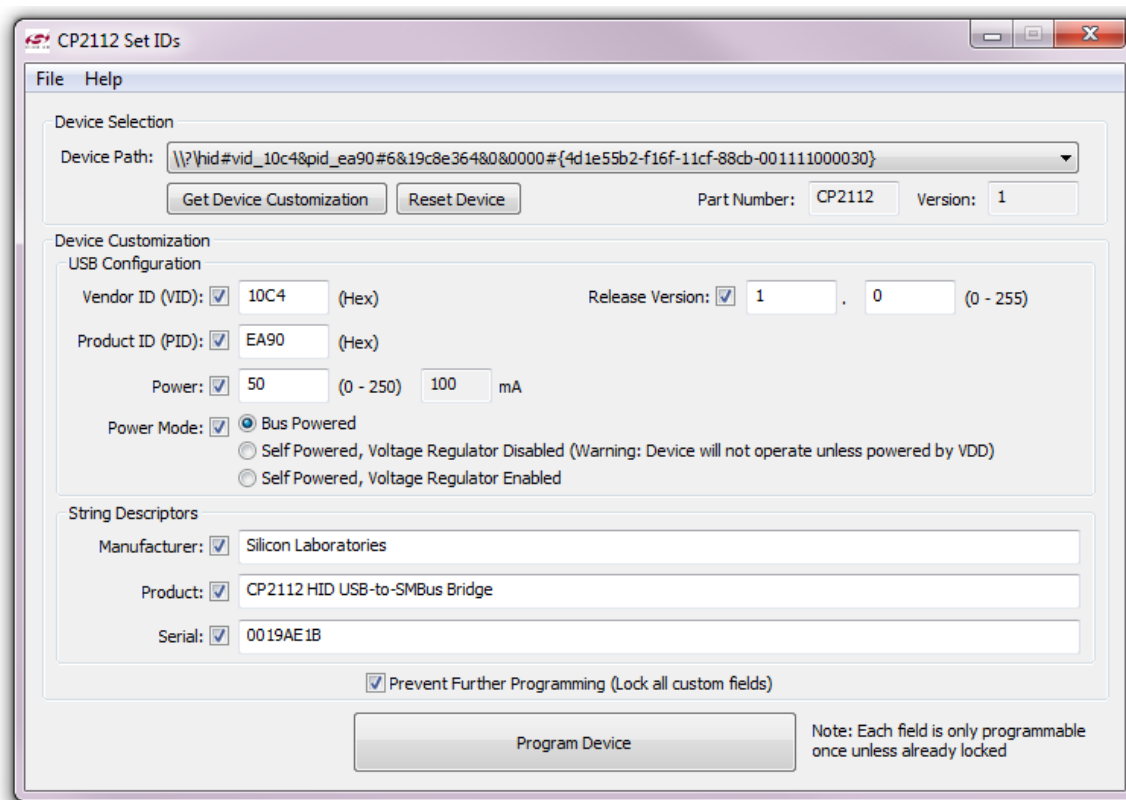 CP2112 Set IDs
File Help
Device Selection
Device Path: \\?\hid#vid_10c4&pid_ea90#6&19c8e364&0&0000#{4d1e55b2-f16f-11cf-88cb-001111000030}
Get Device Customization Reset Device Part Number: CP2112 Version: 1
Device Customization
USB Configuration
Vendor ID (VID): 10C4 (Hex) Release Version: 1 . 0 (0 - 255)
Product ID (PID): EA90 (Hex)
Power: 50 (0 - 250) 100 mA
Power Mode: Bus Powered
Self Powered, Voltage Regulator Disabled (Warning: Device will not operate unless powered by VDD)
Self Powered, Voltage Regulator Enabled
String Descriptors
Manufacturer: Silicon Laboratories
Product: CP2112 HID USB-to-SMBus Bridge
Serial: 0019AE1B
Prevent Further Programming (Lock all custom fields)
Program Device
Note: Each field is only programmable
once unless already locked